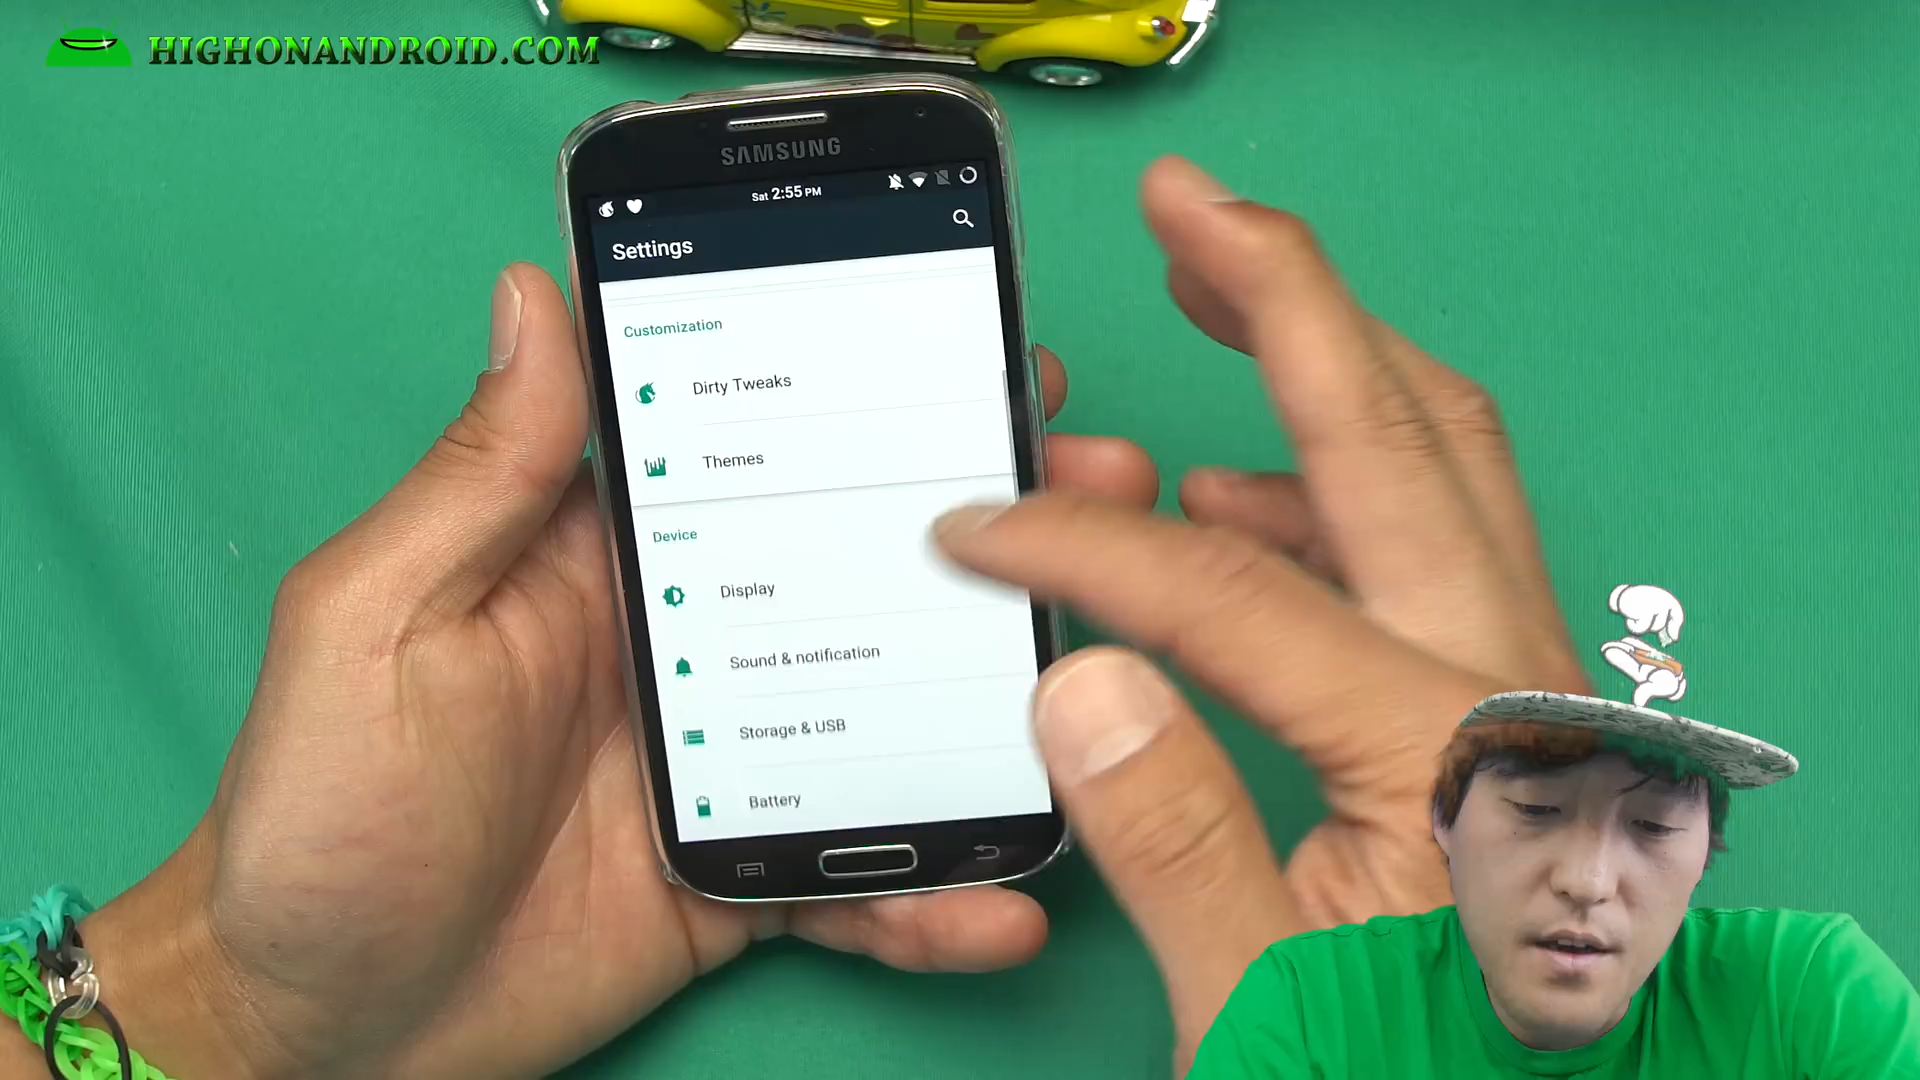 HIGHONANDROID.COM
SAMSUNG
Sat 2:55 PM
Settings
Customization
Dirty Tweaks
Themes
Device
Display
Sound & notification
Storage & USB
Battery